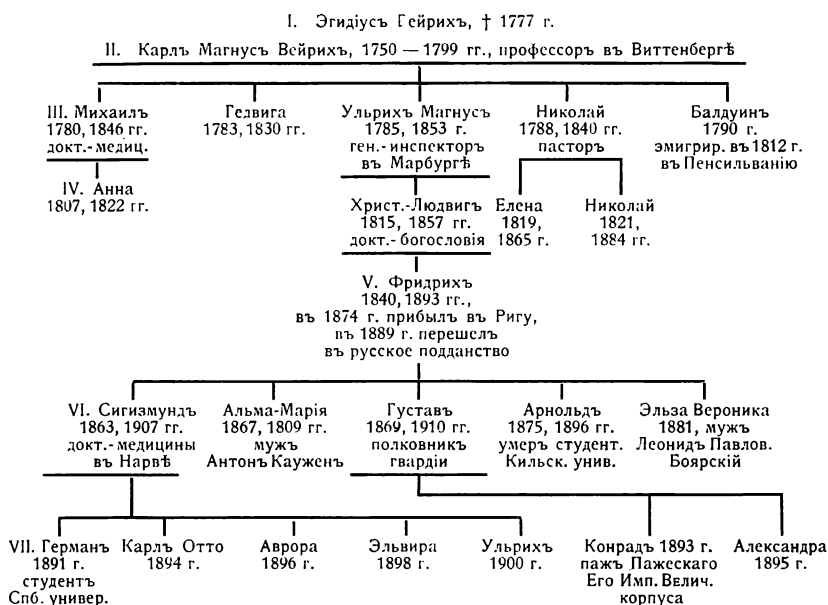 I. Эгидіусъ Гейрихъ, † 1777 г.
II. Карлъ Магнусъ Вейрихъ, 1750 — 1799 гг., профессоръ въ Виттенбергѣ
III. Михаилъ
1780, 1846 гг.
докт.-медиц.
Гедвига
1783, 1830 гг.
Ульрихъ Магнусъ
1785, 1853 г.
ген.-инспекторъ
въ Марбургѣ
Николай
1788, 1840 гг.
пасторъ
Балдуинъ
1790 г.
эмигрир. въ 1812 г.
въ Пенсильванію
IV. Анна
1807, 1822 гг.
Христ.-Людвигъ
1815, 1857 гг.
докт.-богословія
Елена
1819,
1865 г.
Николай
1821,
1884 гг.
V. Фридрихъ
1840, 1893 гг.,
въ 1874 г. прибылъ въ Ригу,
въ 1889 г. перешелъ
въ русское подданство
VI. Сигизмундъ
1863, 1907 гг.
докт.-медицины
въ Нарвѣ
Альма-Марія
1867, 1809 гг.
мужъ
Антонъ Кауженъ
Густавъ
1869, 1910 гг.
полковникъ
гвардіи
Арнольдъ
1875, 1896 гг.
умеръ студент.
Кильск. унив.
Эльза Вероника
1881, мужъ
Леонидъ Павлов.
Боярскій
VII. Германъ
1891 г.
студентъ
Спб. универ.
Карлъ Отто
1894 г.
Аврора
1896 г.
Эльвира
1898 г.
Ульрихъ
1900 г.
Конрадъ 1893 г.
пажъ Пажескаго
Его Имп. Велич.
корпуса
Александра
1895 г.